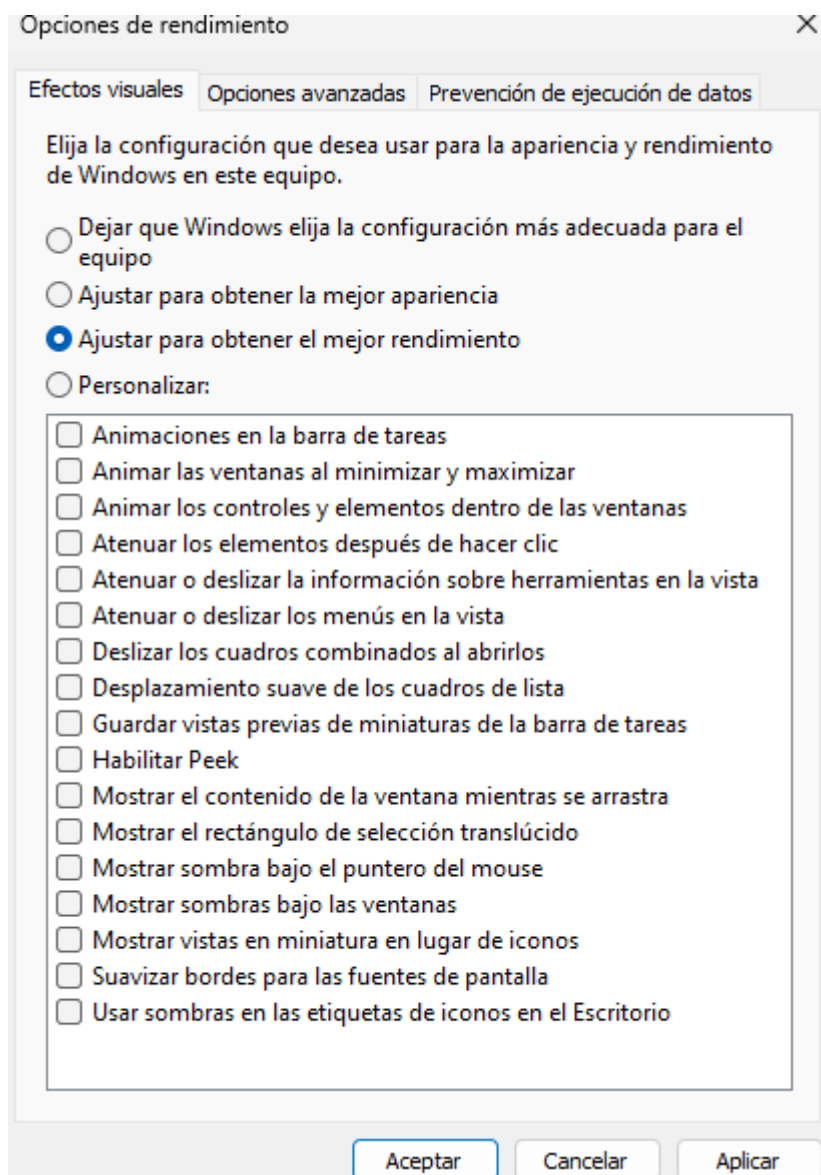 Opciones de rendimiento
Efectos visuales
Opciones avanzadas
Prevención de ejecución de datos
Elija la configuración que desea usar para la apariencia y rendimiento
de Windows en este equipo.
Dejar que Windows elija la configuración más adecuada para el
equipo
Ajustar para obtener la mejor apariencia
Ajustar para obtener el mejor rendimiento
Personalizar:
Animaciones en la barra de tareas
Animar las ventanas al minimizar y maximizar
Animar los controles y elementos dentro de las ventanas
Atenuar los elementos después de hacer clic
Atenuar o deslizar la información sobre herramientas en la vista
Atenuar o deslizar los menús en la vista
Deslizar los cuadros combinados al abrirlos
Desplazamiento suave de los cuadros de lista
Guardar vistas previas de miniaturas de la barra de tareas
Habilitar Peek
Mostrar el contenido de la ventana mientras se arrastra
Mostrar el rectángulo de selección translúcido
Mostrar sombra bajo el puntero del mouse
Mostrar sombras bajo las ventanas
Mostrar vistas en miniatura en lugar de iconos
Suavizar bordes para las fuentes de pantalla
Usar sombras en las etiquetas de iconos en el Escritorio
Aceptar
Cancelar
Aplicar